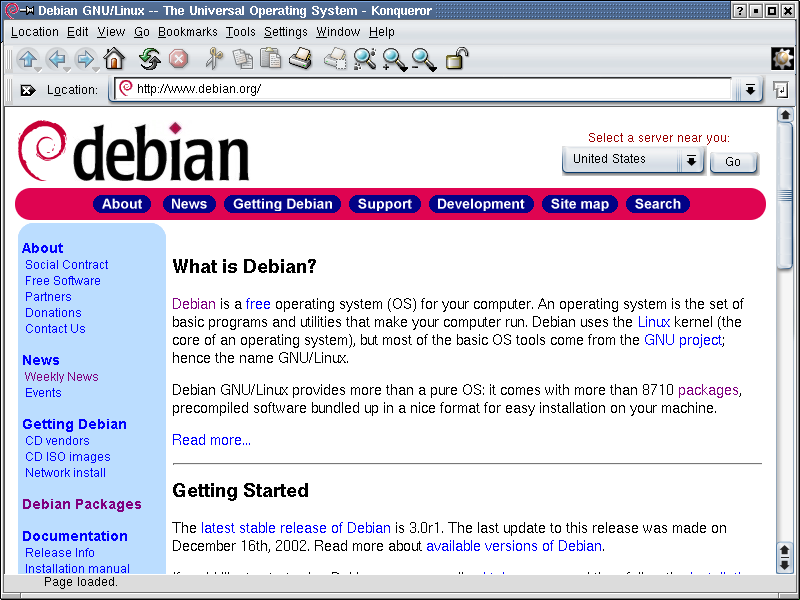 Debian GNU/Linux -- The Universal Operating System - Konqueror
Location Edit View Go Bookmarks Tools Settings Window Help
Location: http://www.debian.org/
debian
Select a server near you:
United States Go
About News Getting Debian Support Development Site map Search
About
Social Contract
Free Software
Partners
Donations
Contact Us
News
Weekly News
Events
Getting Debian
CD vendors
CD ISO images
Network install
Debian Packages
Documentation
Release Info
Installation manual
What is Debian?
Debian is a free operating system (OS) for your computer. An operating system is the set of
basic programs and utilities that make your computer run. Debian uses the Linux kernel (the
core of an operating system), but most of the basic OS tools come from the GNU project;
hence the name GNU/Linux.
Debian GNU/Linux provides more than a pure OS: it comes with more than 8710 packages,
precompiled software bundled up in a nice format for easy installation on your machine.
Read more...
Getting Started
The latest stable release of Debian is 3.0r1. The last update to this release was made on
December 16th, 2002. Read more about available versions of Debian.
Page loaded.